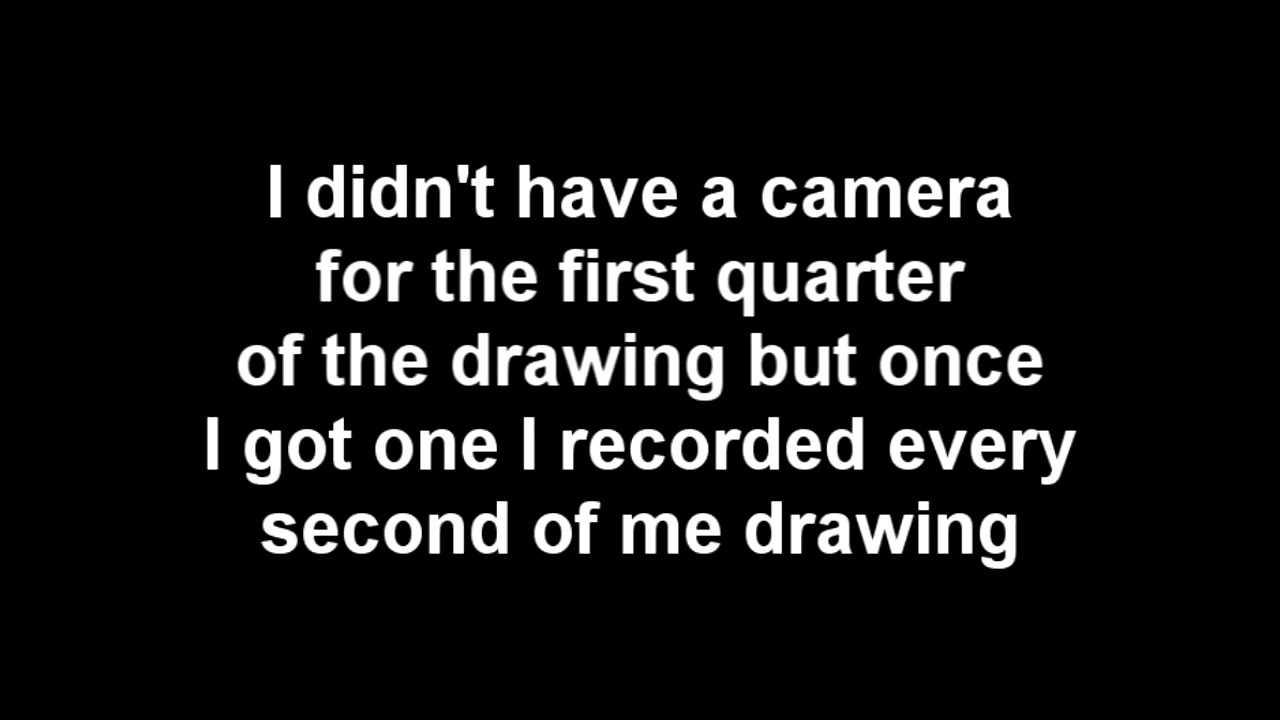 I didn't have a camera
for the first quarter
of the drawing but once
I got one I recorded every
second of me drawing